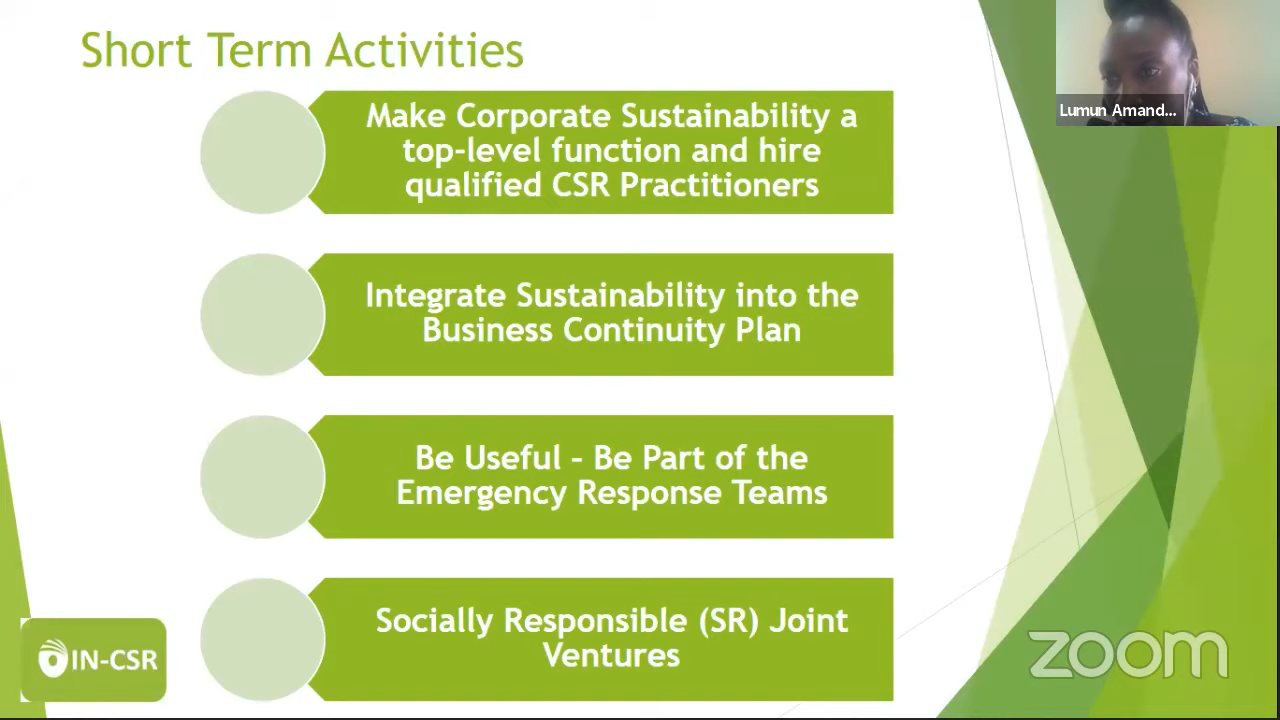 Short Term Activities
Lumun Amand...
Make Corporate Sustainability a
top-level function and hire
qualified CSR Practitioners
Integrate Sustainability into the
Business Continuity Plan
Be Useful – Be Part of the
Emergency Response Teams
Socially Responsible (SR) Joint
Ventures
IN-CSR
zoom